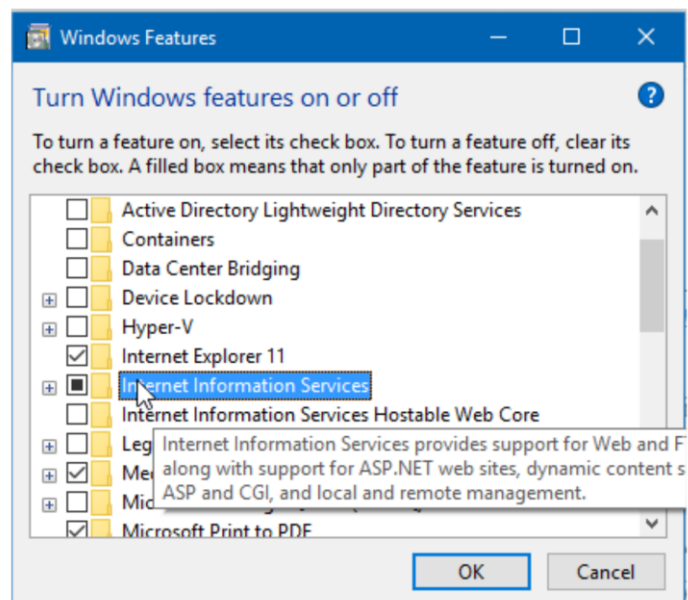 Windows Features
Turn Windows features on or off
?
To turn a feature on, select its check box. To turn a feature off, clear its
check box. A filled box means that only part of the feature is turned on.
Active Directory Lightweight Directory Services
Containers
Data Center Bridging
Device Lockdown
Hyper-V
Internet Explorer 11
Internet Information Services
Internet Information Services Hostable Web Core
Leg
Internet Information Services provides support for Web and
Me
along with support for ASP.NET web sites, dynamic content s
Mic
ASP and CGI, and local and remote management.
Microsoft Print to PDF
OK
Cancel